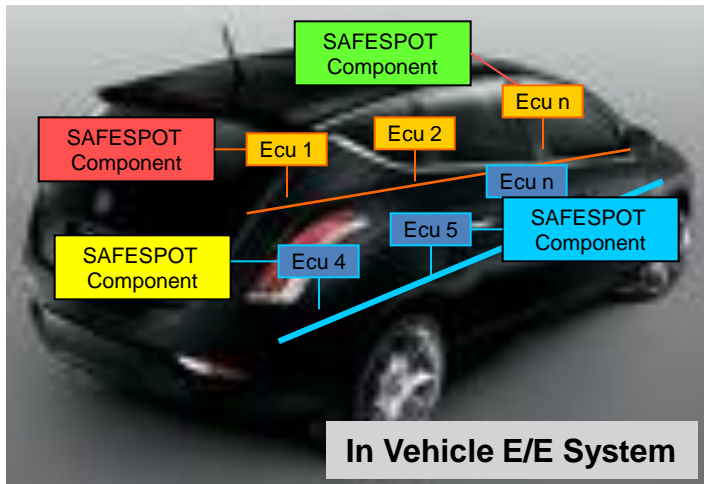 SAFESPOT
Component
Ecu n
Ecu 2
SAFESPOT
Component
Ecu 1
Ecu n
SAFESPOT
Component
Ecu 5
SAFESPOT
Component
Ecu 4
In Vehicle E/E System